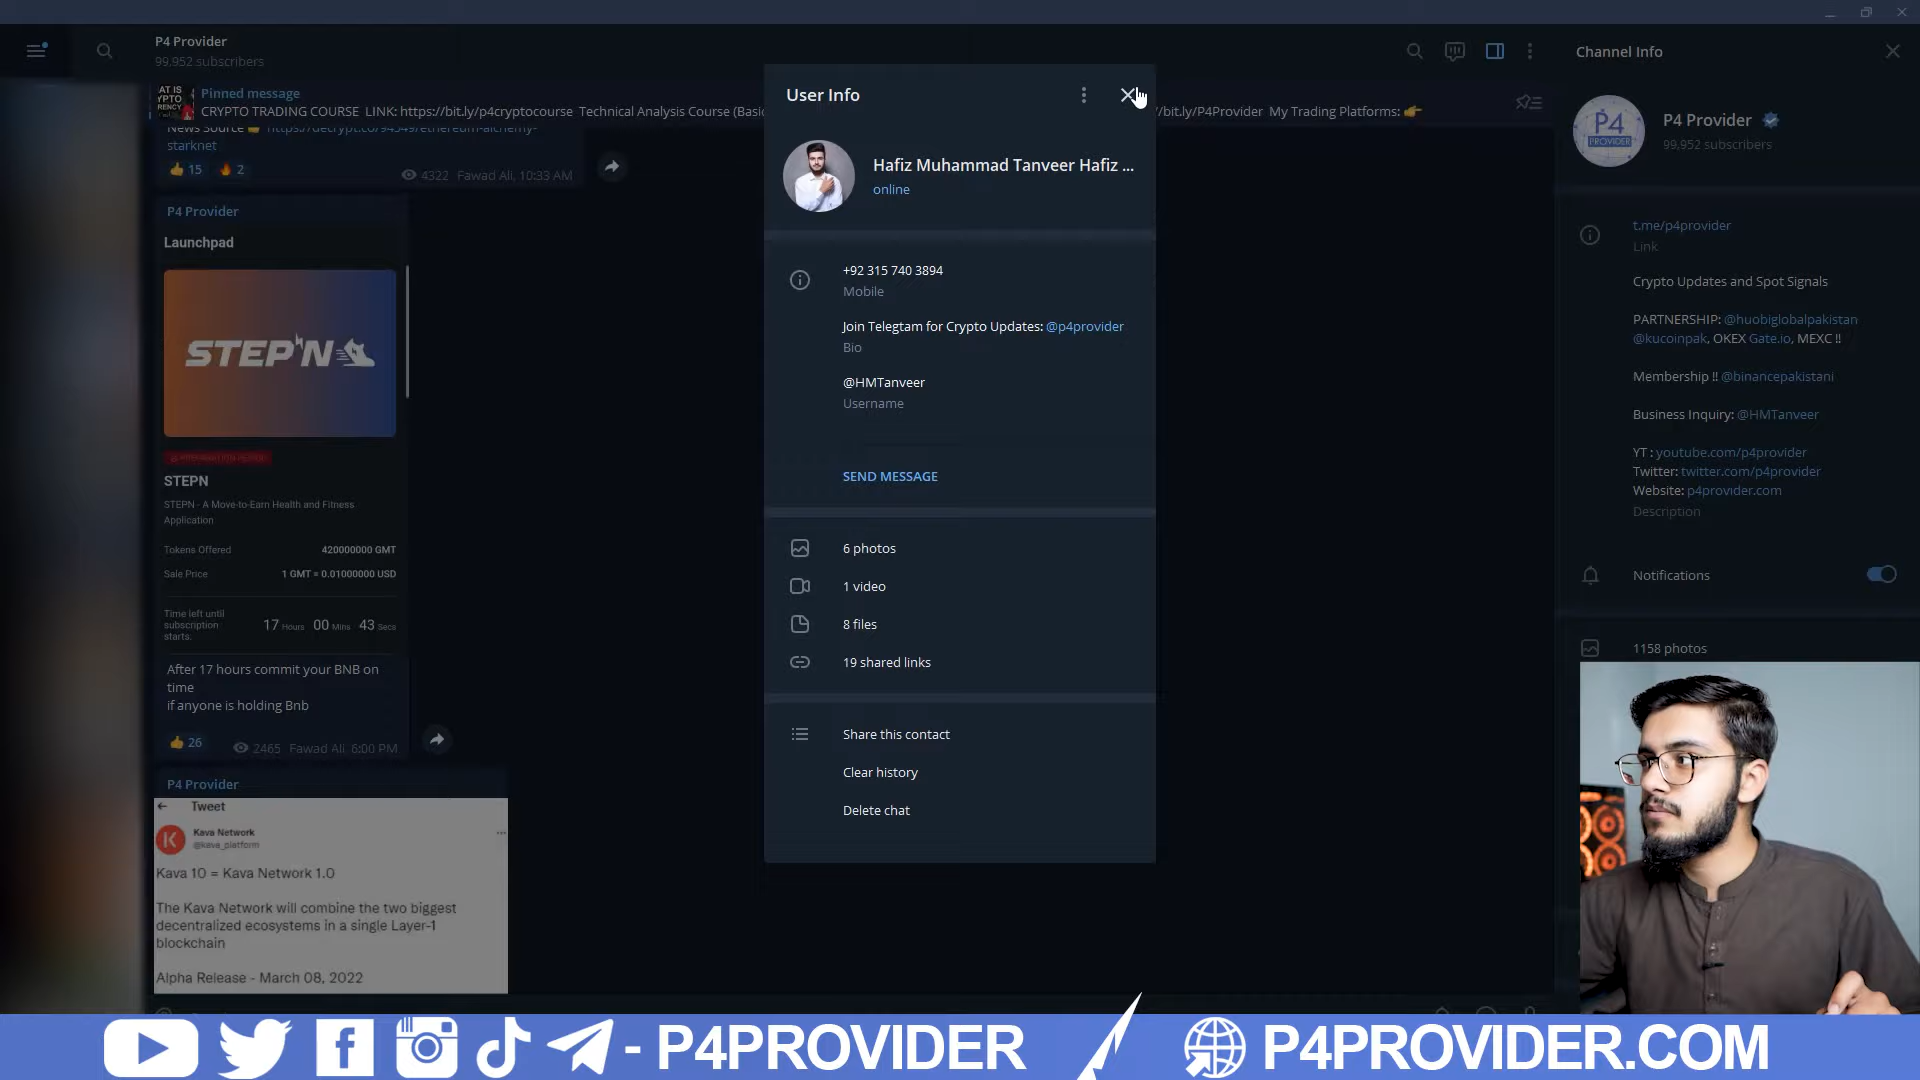 P4 Provider
99,952 subscribers
Pinned message
CRYPTO TRADING COURSE LINK: https://bit.ly/p4cryptocourse Technical Analysis Course (Basic
/bit.ly/P4Provider My Trading Platforms: 👉
News Source https://decrypt.co/94549/ethereum-alchemy-
starknet
👍 15 🔥 2
4322 Fawad Ali, 10:33 AM
P4 Provider
Launchpad
STEP'N
STEPN
STEPN - A Move-to-Earn Health and Fitness
Application
Tokens Offered 420000000 GMT
Sale Price 1 GMT = 0.01000000 USD
Time left until
subscription
starts.
17 Hours 00 Mins 43 Secs
After 17 hours commit your BNB on
time
if anyone is holding Bnb
👍 26
2465 Fawad Ali, 6:00 PM
P4 Provider
Tweet
Kava Network
@kava_platform
Kava 10 = Kava Network 1.0
The Kava Network will combine the two biggest
decentralized ecosystems in a single Layer-1
blockchain
Alpha Release - March 08, 2022
User Info
Hafiz Muhammad Tanveer Hafiz ...
online
+92 315 740 3894
Mobile
Join Telegtam for Crypto Updates: @p4provider
Bio
@HMTanveer
Username
SEND MESSAGE
6 photos
1 video
8 files
19 shared links
Share this contact
Clear history
Delete chat
Channel Info
P4 PROVIDER
P4 Provider
99,952 subscribers
t.me/p4provider
Link
Crypto Updates and Spot Signals
PARTNERSHIP: @huobiglobalpakistan
@kucoinpak, OKEX Gate.io, MEXC !!
Membership !! @binancepakistani
Business Inquiry: @HMTanveer
YT : youtube.com/p4provider
Twitter: twitter.com/p4provider
Website: p4provider.com
Description
Notifications
1158 photos
- P4PROVIDER
P4PROVIDER.COM